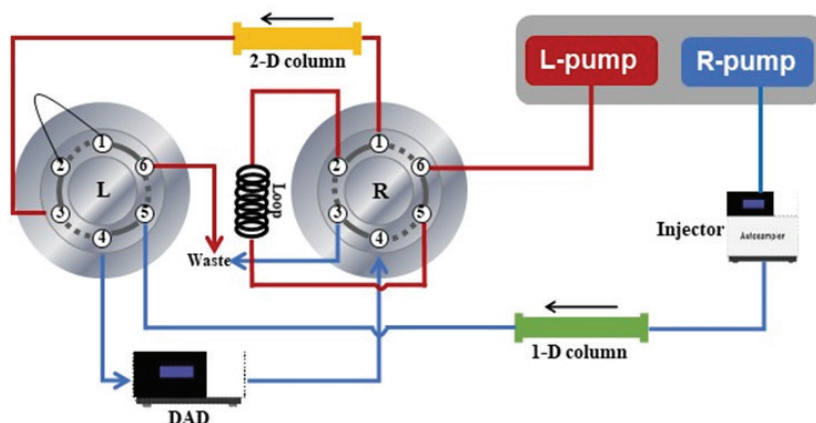 2-D column
L-pump
R-pump
1
2
6
L
3
5
4
Loop
1
2
6
R
3
5
4
Waste
Injector
Autosampler
1-D column
DAD